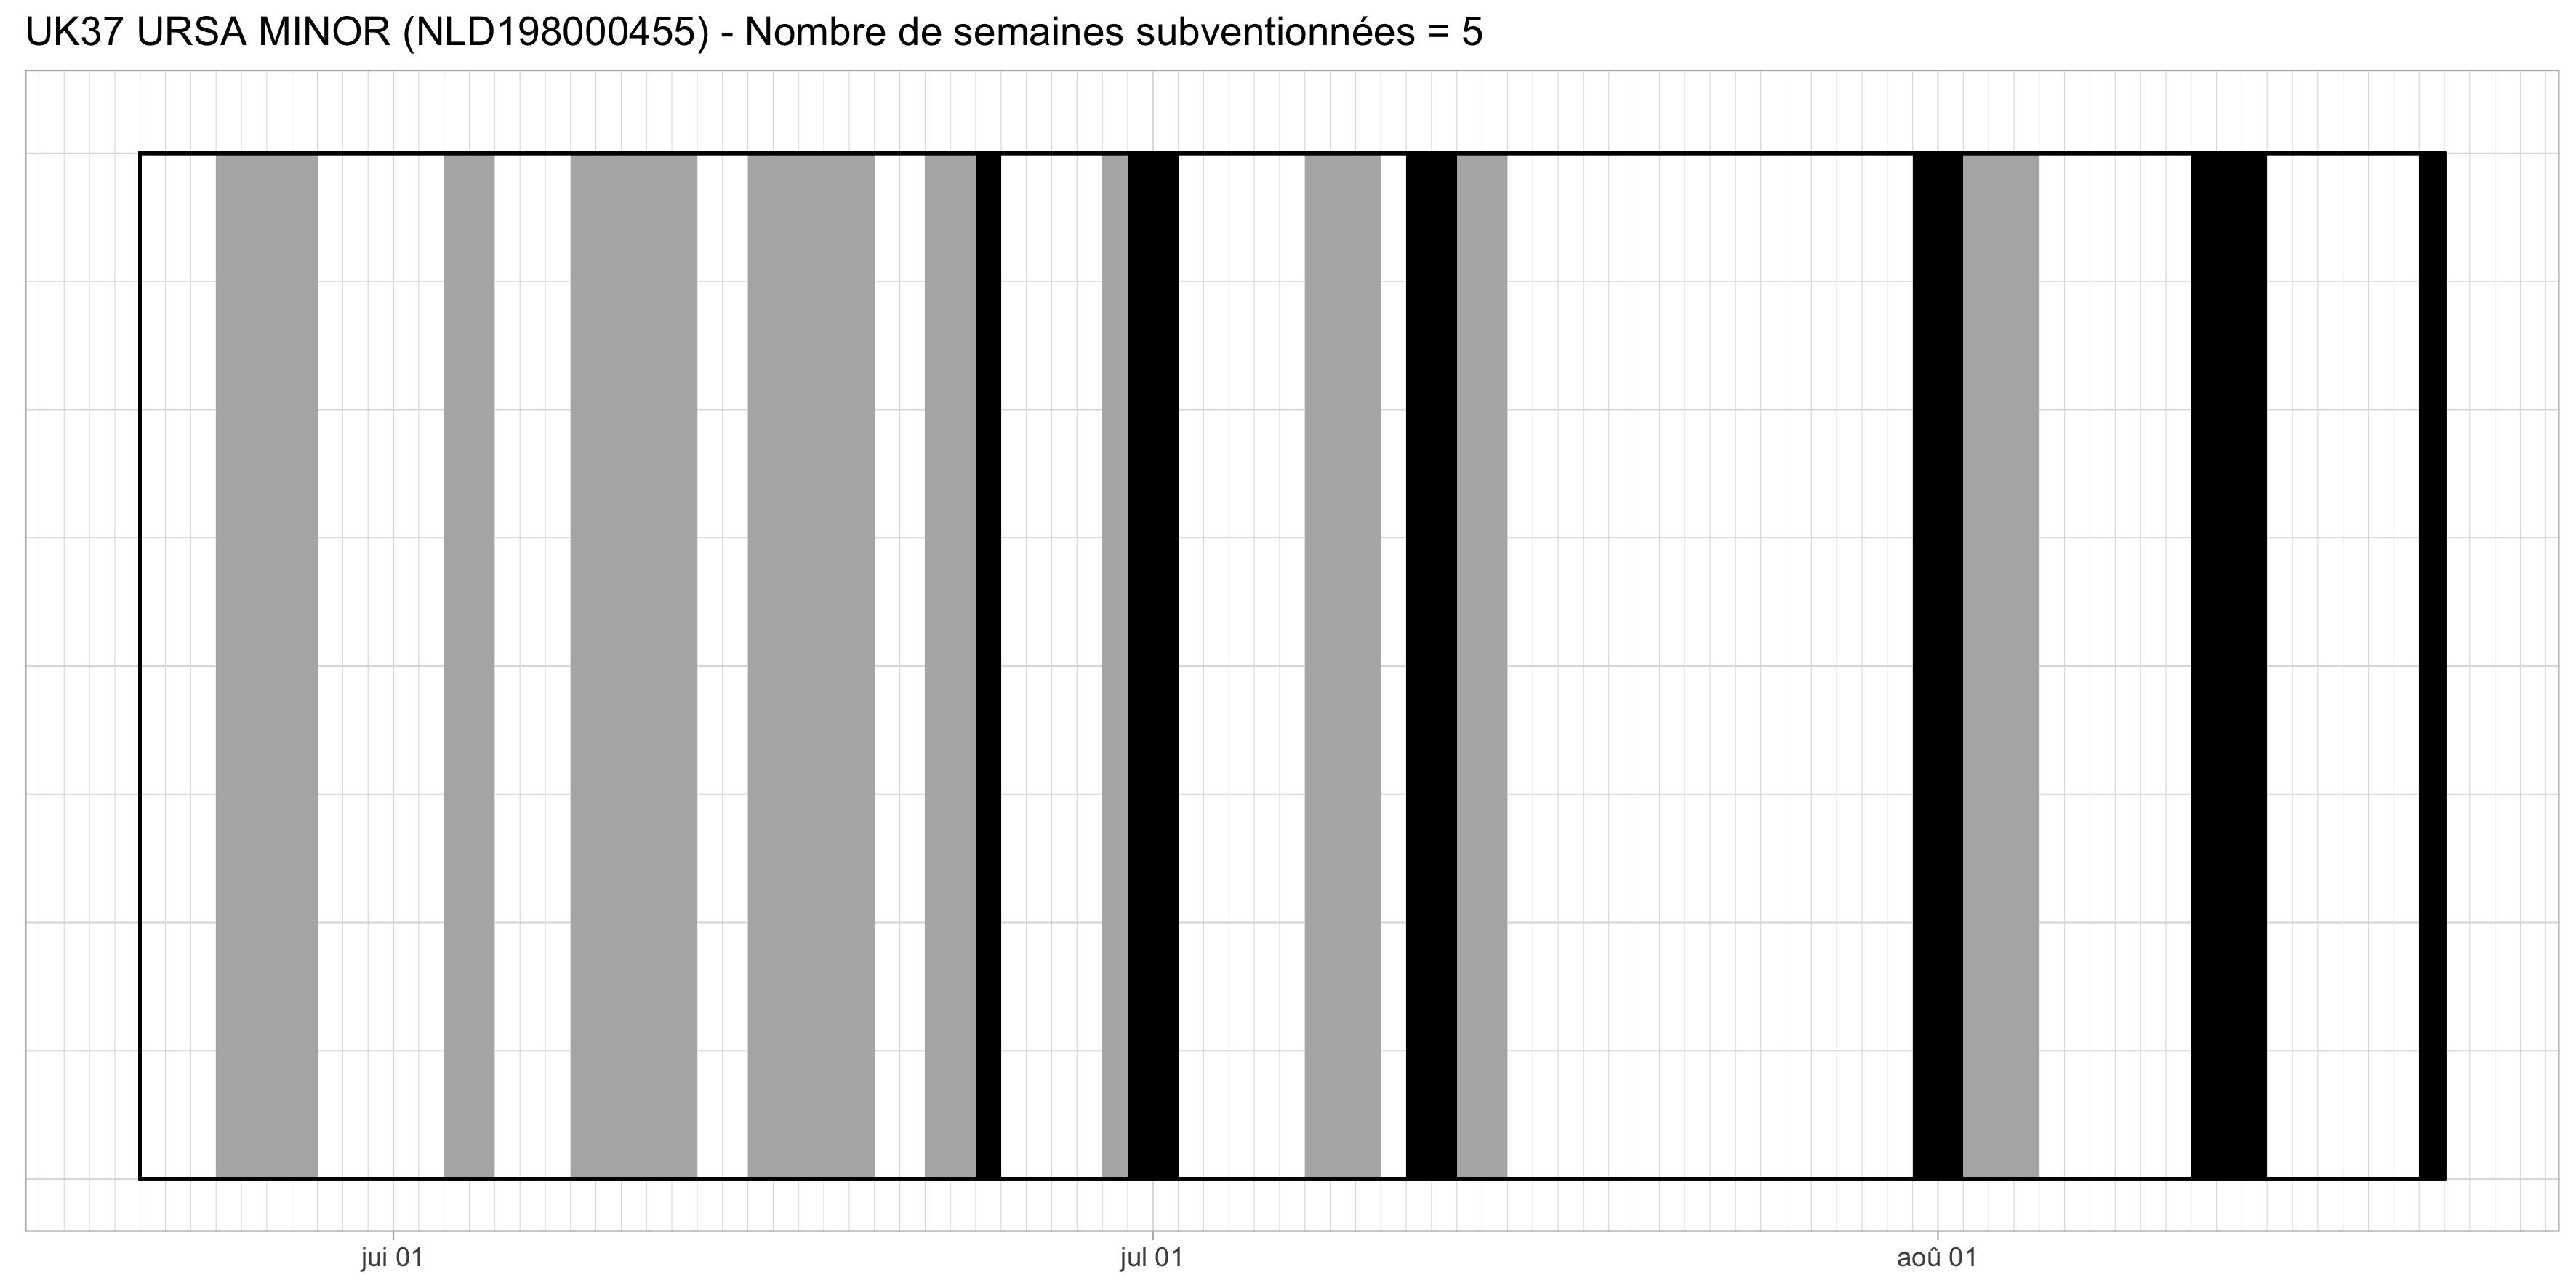 UK37 URSA MINOR (NLD198000455) - Nombre de semaines subventionnées = 5
jui 01
jul 01
aoû 01